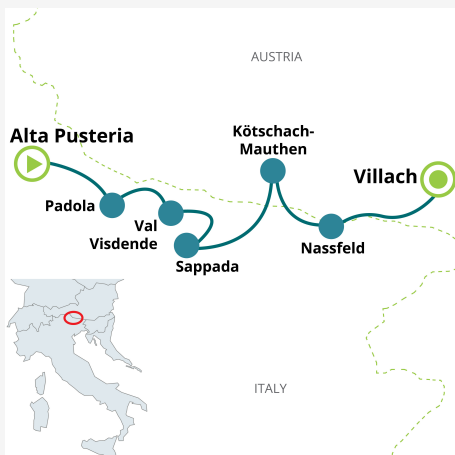 AUSTRIA
Alta Pusteria
Kötschach-
Mauthen
Villach
Padola
Val
Visdende
Nassfeld
Sappada
ITALY